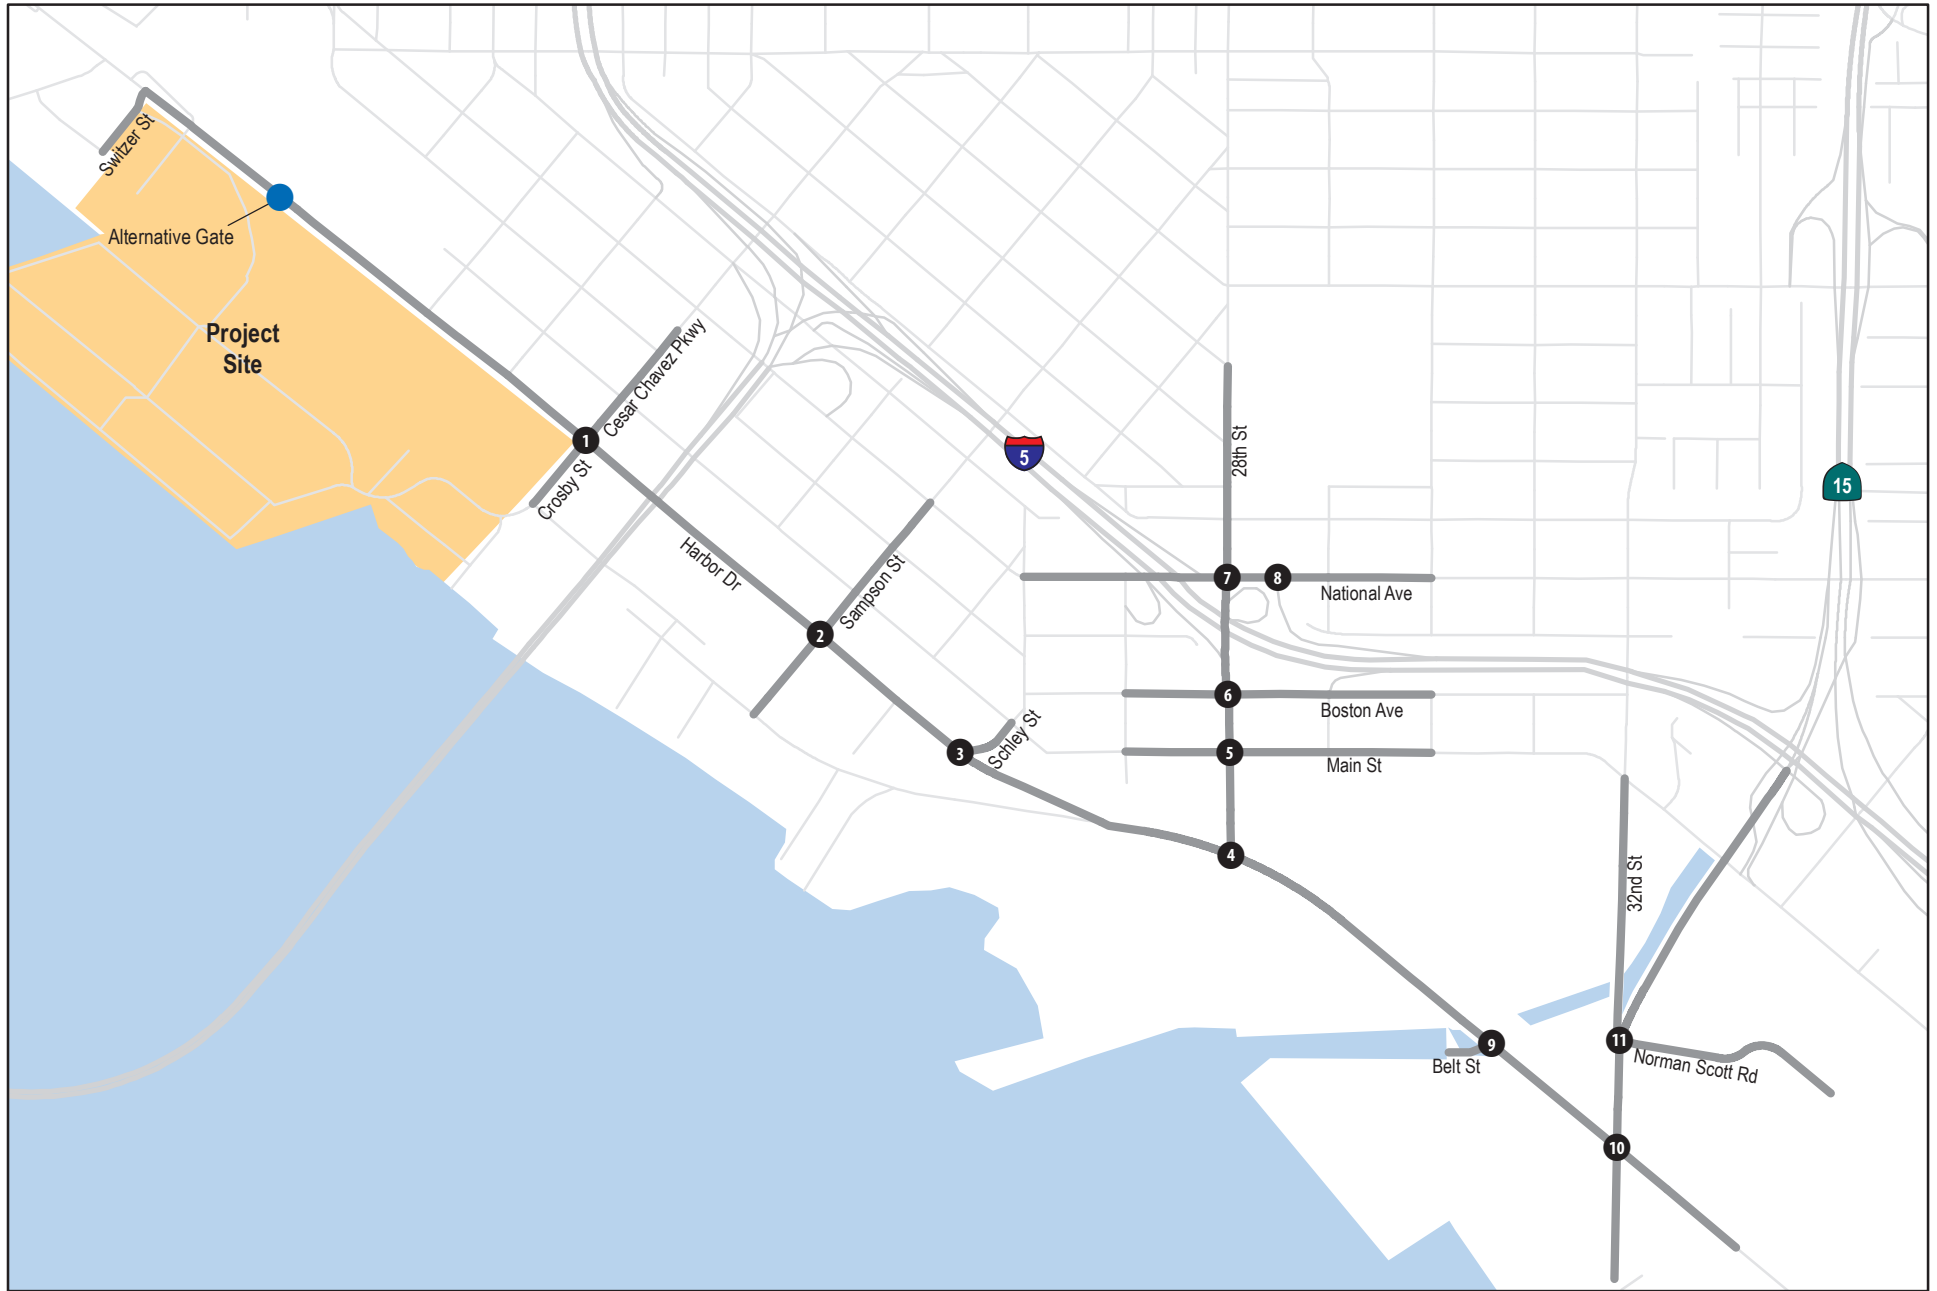 Switzer St
Alternative Gate
Project
Site
Cesar Chavez Pkwy
1
Crosby St
5
28th St
15
Harbor Dr
Sampson St
2
7
8
National Ave
6
Boston Ave
3
Schley St
5
Main St
4
32nd St
9
Belt St
11
Norman Scott Rd
10